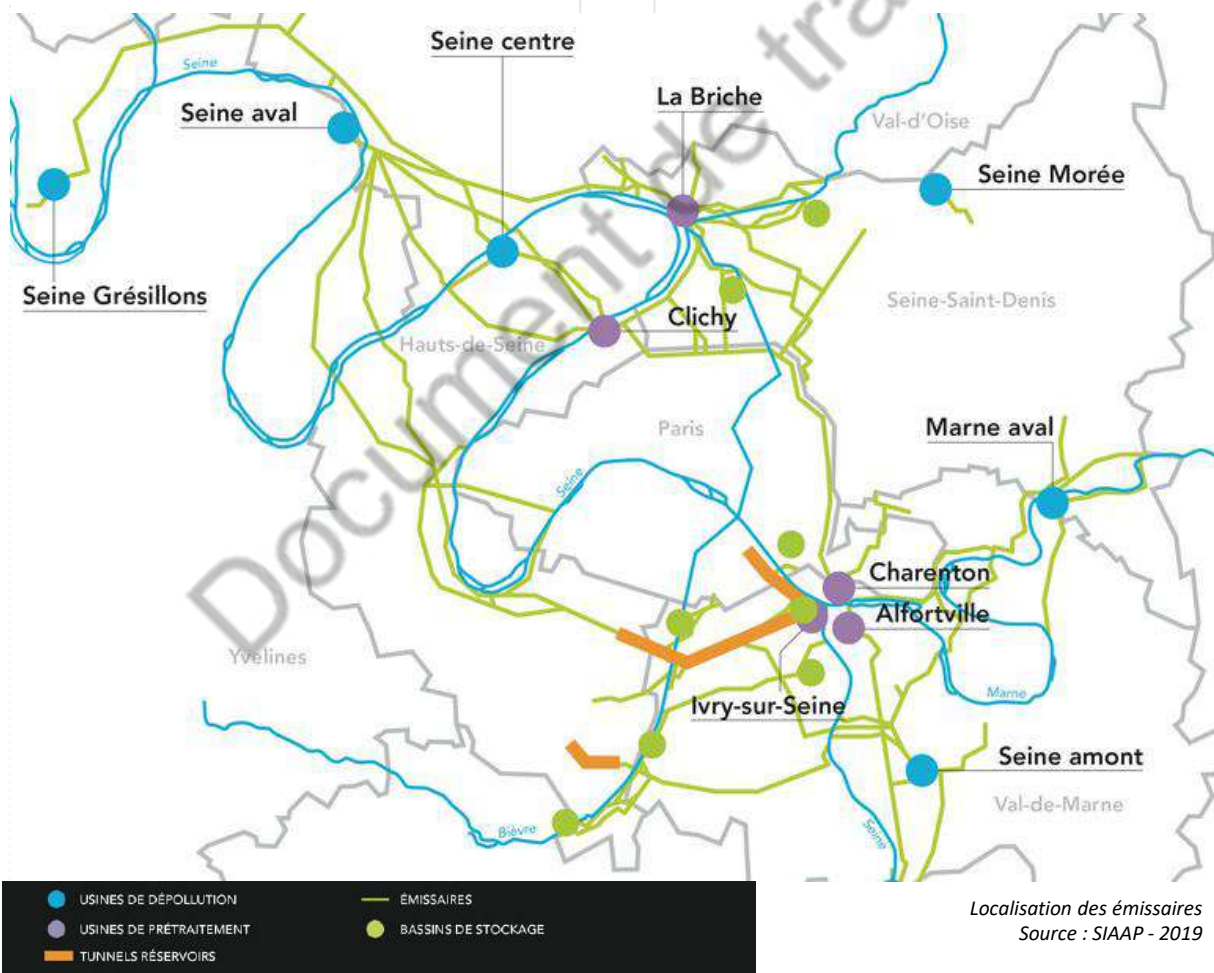 Seine centre
Seine
La Briche
Seine aval
Val-d'Oise
Seine Morée
Seine Grésillons
Seine-Saint-Denis
Clichy
Hauts-de-Seine
Paris
Marne aval
Seine
Charenton
Alfortville
Yvelines
Marne
Ivry-sur-Seine
Seine amont
Val-de-Marne
Bièvre
Seine
Document de tra
USINES DE DÉPOLLUTION
ÉMISSAIRES
USINES DE PRÉTRAITEMENT
BASSINS DE STOCKAGE
TUNNELS RÉSERVOIRS
Localisation des émissaires
Source : SIAAP - 2019